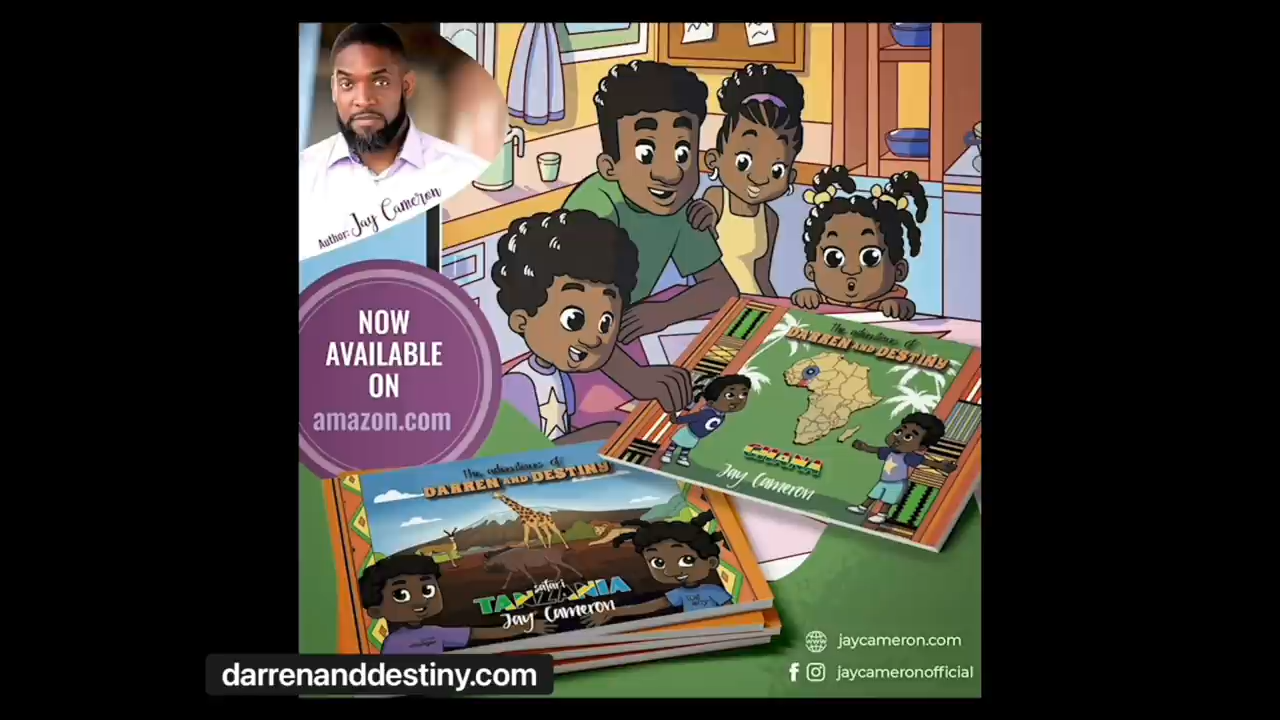 Author: Jay Cameron
NOW
AVAILABLE
ON
amazon.com
The adventures of
DARREN AND DESTINY
GHANA
Jay Cameron
The adventures of
DARREN AND DESTINY
safari
TANZANIA
Jay Cameron
jaycameron.com
jaycameronofficial
darrenanddestiny.com